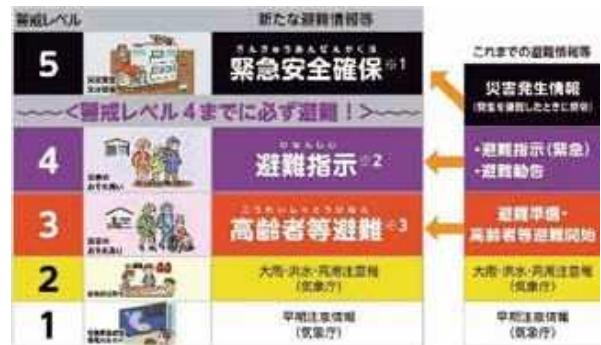 警戒レベル
新たな避難情報等
5
きんきゅうあんぜんかくほ
緊急安全確保※1
<警戒レベル4までに必ず避難！>
4
ひなんしじ
避難指示※2
3
こうれいしゃとうひなん
高齢者等避難※3
2
大雨・洪水・高潮注意報
(気象庁)
1
早期注意情報
(気象庁)
これまでの避難情報等
災害発生情報
(発生を確認したときに発令)
・避難指示(緊急)
・避難勧告
避難準備・
高齢者等避難開始
大雨・洪水・高潮注意報
(気象庁)
早期注意情報
(気象庁)